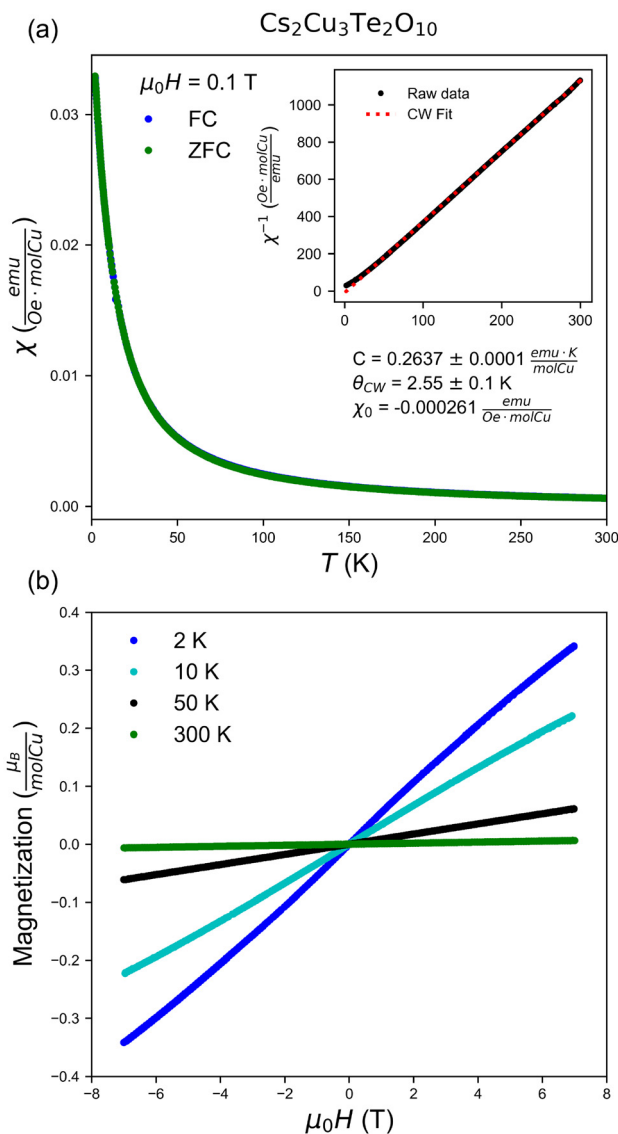 Cs₂Cu₃Te₂O₁₀
(a)
μ₀H = 0.1 T
FC
ZFC
Raw data
CW Fit
χ⁻¹ (Oe·molCu/emu)
1000
800
600
400
200
0
0 100 200 300
C = 0.2637 ± 0.0001 emu·K/molCu
θ_CW = 2.55 ± 0.1 K
χ₀ = -0.000261 emu/Oe·molCu
χ (emu/Oe·molCu)
0.03
0.02
0.01
0.00
0 50 100 150 200 250 300
T (K)
(b)
2 K
10 K
50 K
300 K
Magnetization (μ_B/molCu)
0.4
0.3
0.2
0.1
0.0
−0.1
−0.2
−0.3
−0.4
−8 −6 −4 −2 0 2 4 6 8
μ₀H (T)